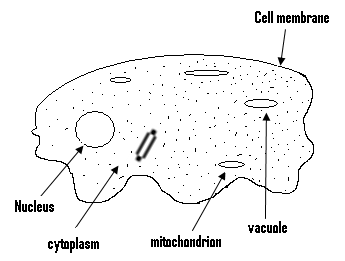 Cell membrane
Nucleus
cytoplasm
mitochondrion
vacuole